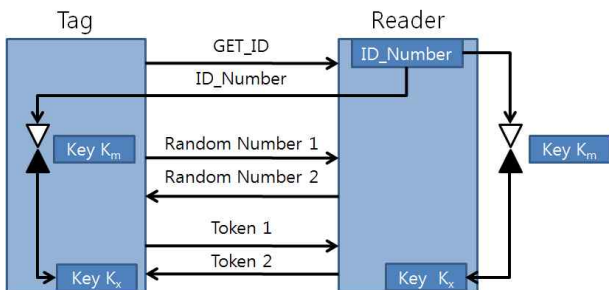 Tag
Reader
GET_ID
ID_Number
ID_Number
Key Km
Random Number 1
Key Km
Random Number 2
Token 1
Token 2
Key Kx
Key Kx